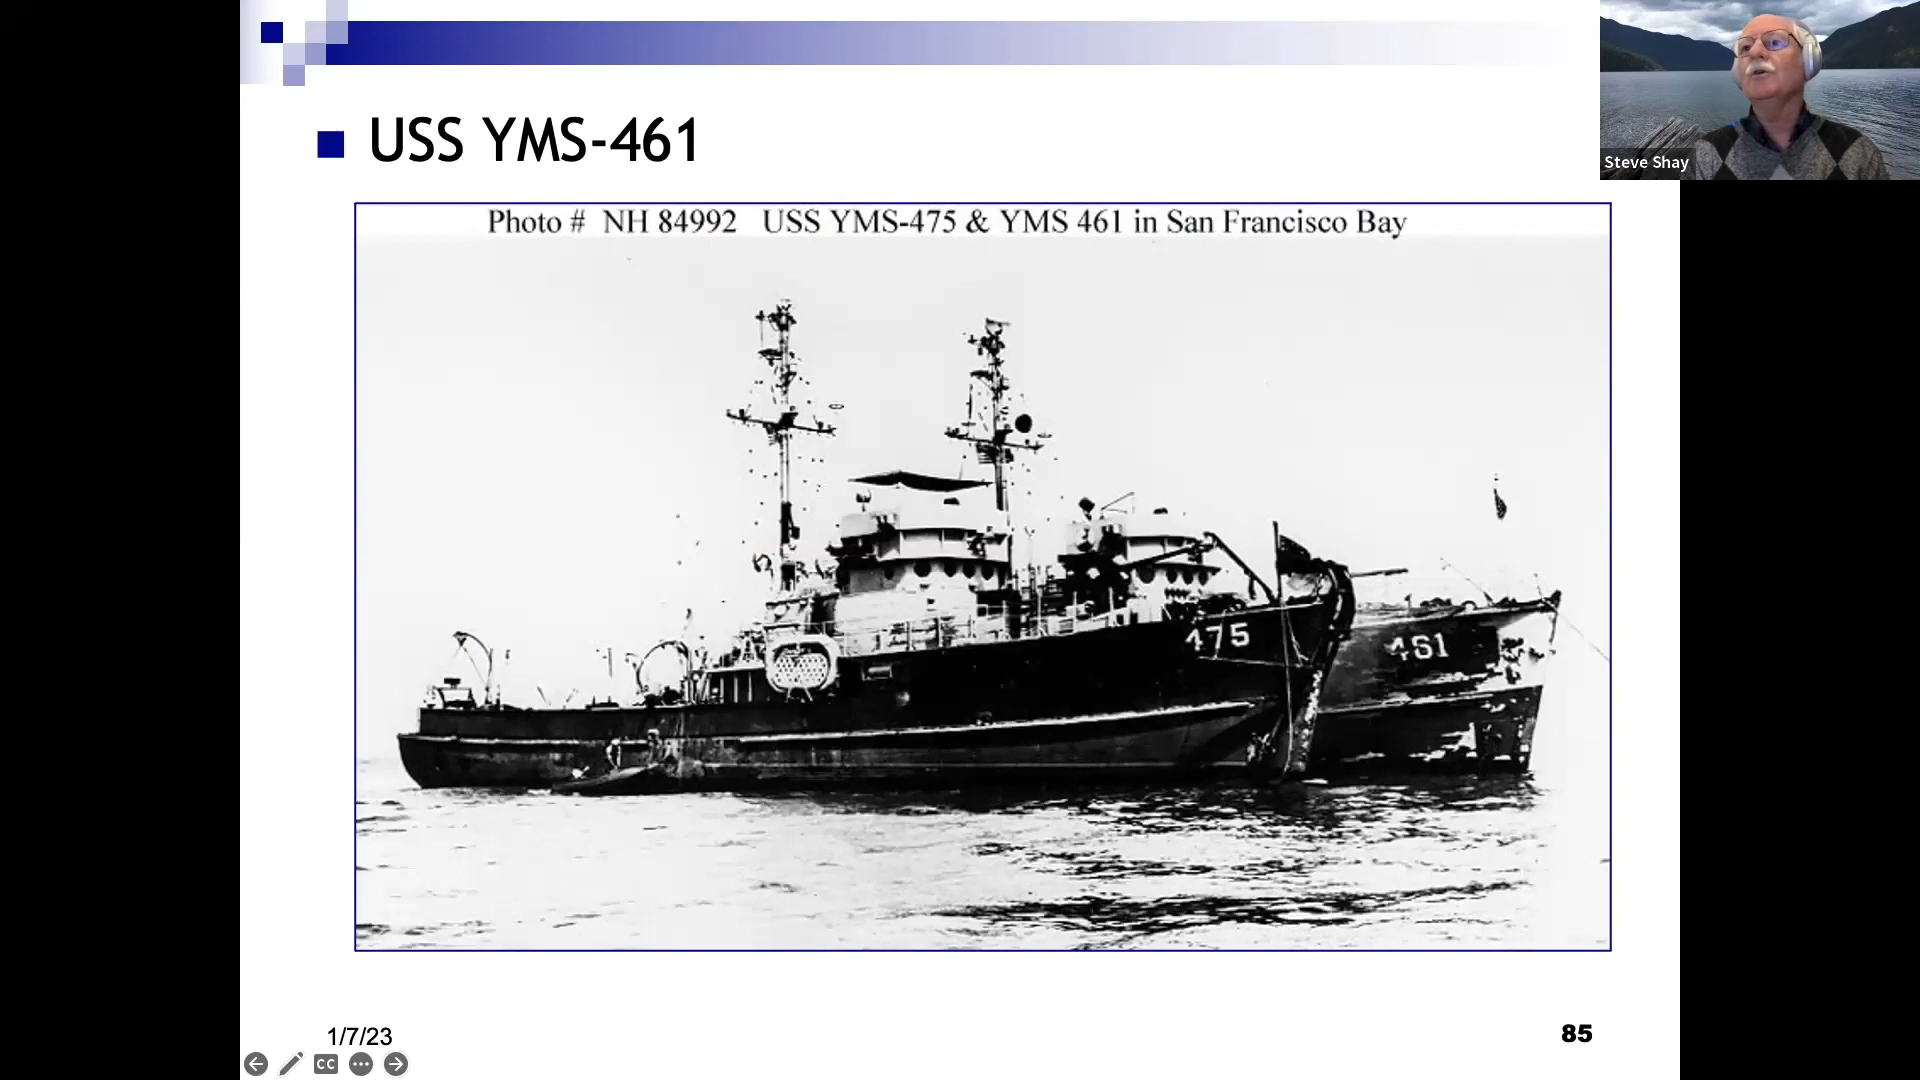 USS YMS-461
Steve Shay
Photo # NH 84992 USS YMS-475 & YMS 461 in San Francisco Bay
475
461
1/7/23
85
CC